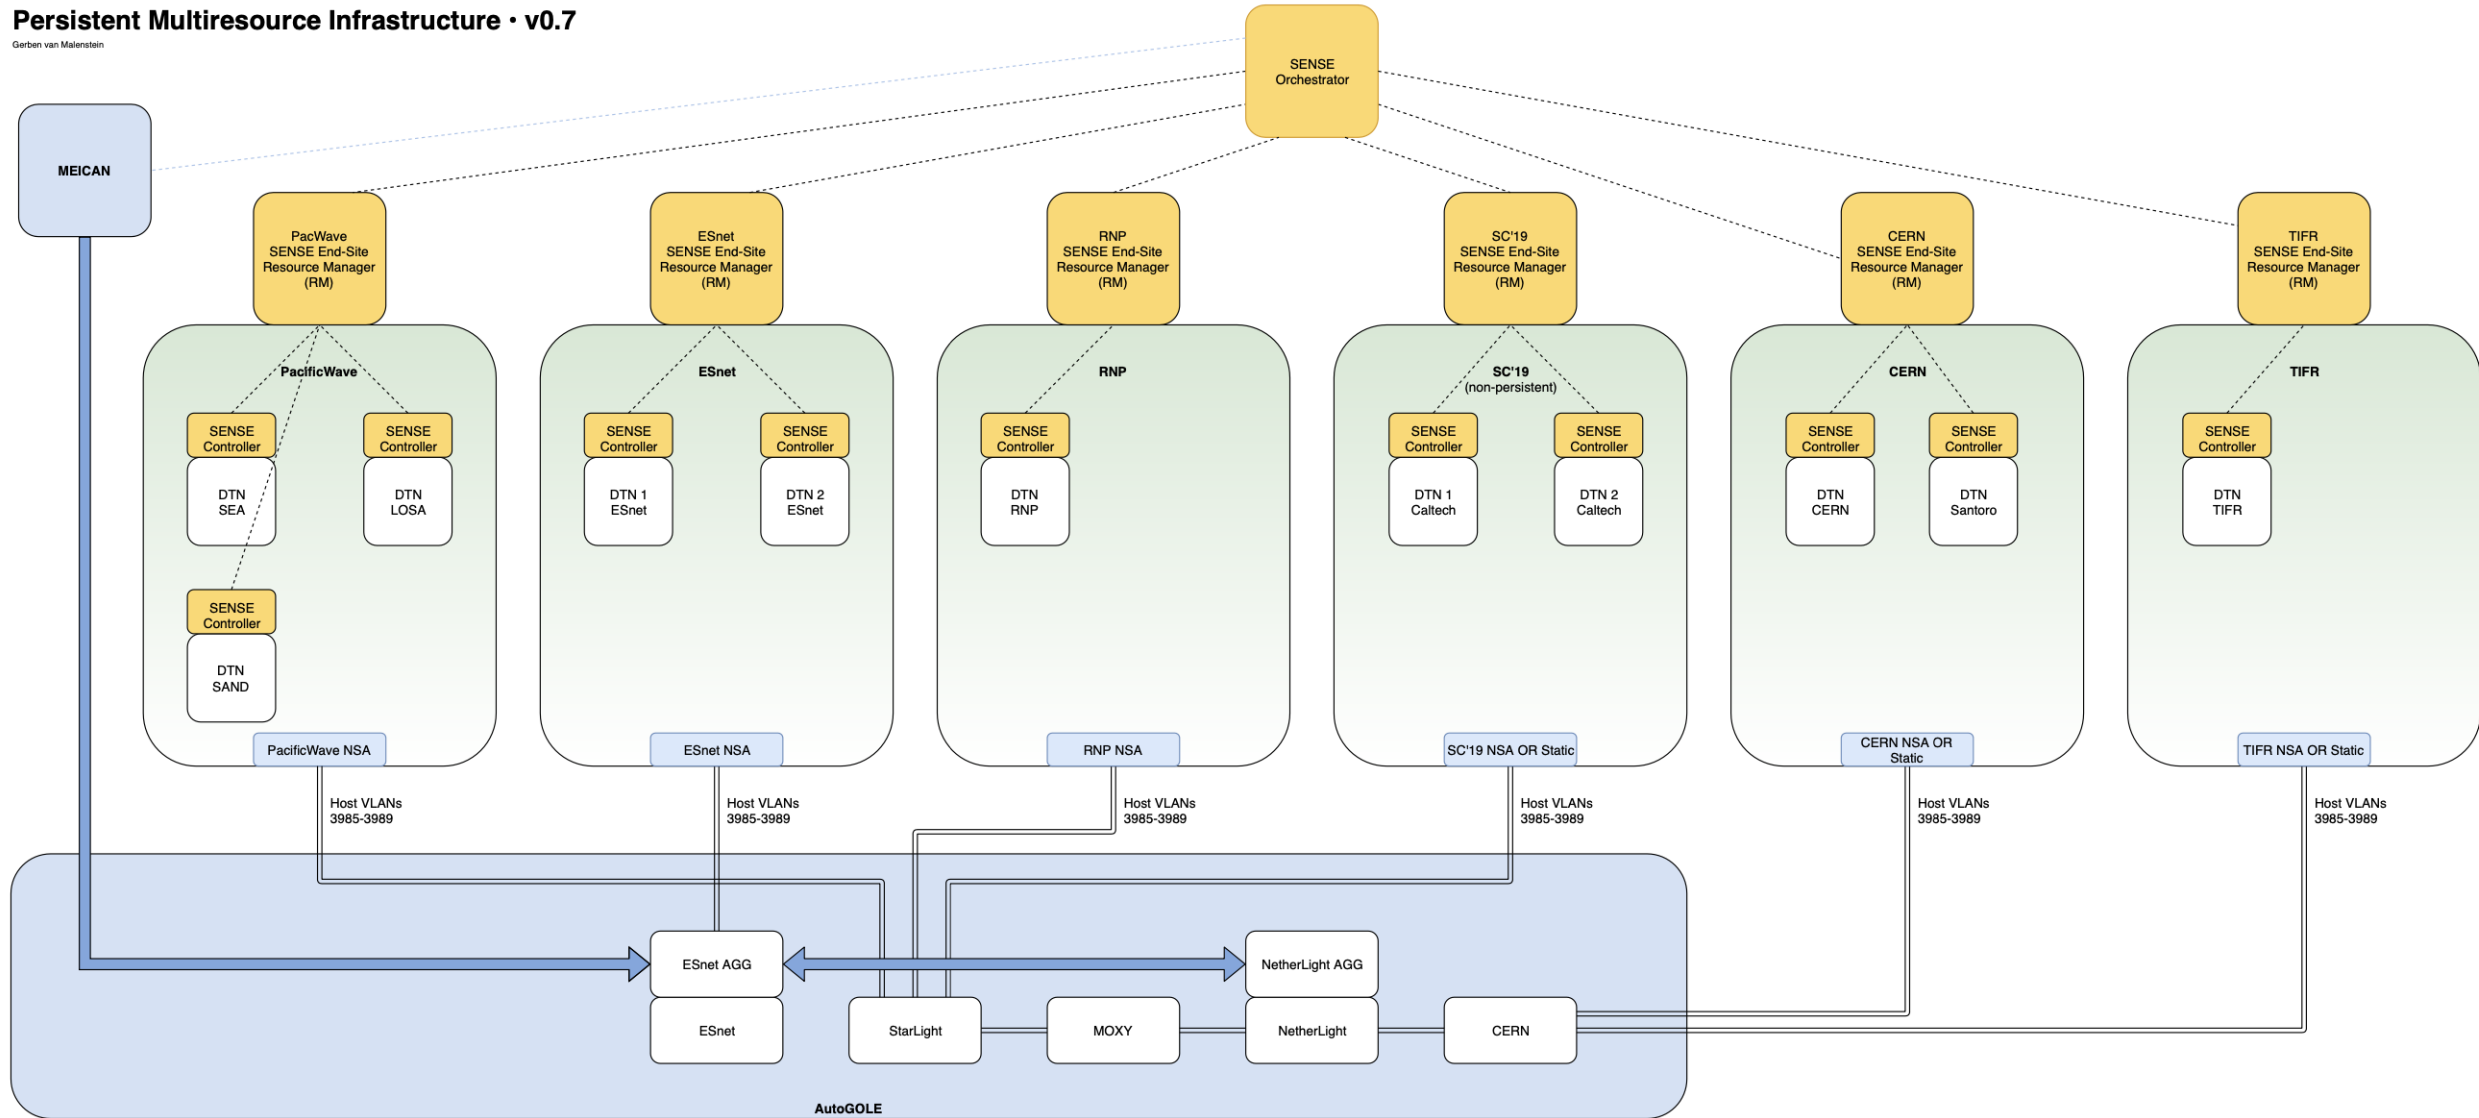 Persistent Multiresource Infrastructure • v0.7
Gerben van Malenstein
SENSE
Orchestrator
MEICAN
PacWave
SENSE End-Site
Resource Manager
(RM)
ESnet
SENSE End-Site
Resource Manager
(RM)
RNP
SENSE End-Site
Resource Manager
(RM)
SC'19
SENSE End-Site
Resource Manager
(RM)
CERN
SENSE End-Site
Resource Manager
(RM)
TIFR
SENSE End-Site
Resource Manager
(RM)
PacificWave
SENSE
Controller
DTN
SEA
SENSE
Controller
DTN
LOSA
SENSE
Controller
DTN
SAND
PacificWave NSA
ESnet
SENSE
Controller
DTN 1
ESnet
SENSE
Controller
DTN 2
ESnet
ESnet NSA
RNP
SENSE
Controller
DTN
RNP
RNP NSA
SC'19
(non-persistent)
SENSE
Controller
DTN 1
Caltech
SENSE
Controller
DTN 2
Caltech
SC'19 NSA OR Static
CERN
SENSE
Controller
DTN
CERN
SENSE
Controller
DTN
Santoro
CERN NSA OR
Static
TIFR
SENSE
Controller
DTN
TIFR
TIFR NSA OR Static
Host VLANs
3985-3989
Host VLANs
3985-3989
Host VLANs
3985-3989
Host VLANs
3985-3989
Host VLANs
3985-3989
Host VLANs
3985-3989
ESnet AGG
NetherLight AGG
ESnet
StarLight
MOXY
NetherLight
CERN
AutoGOLE